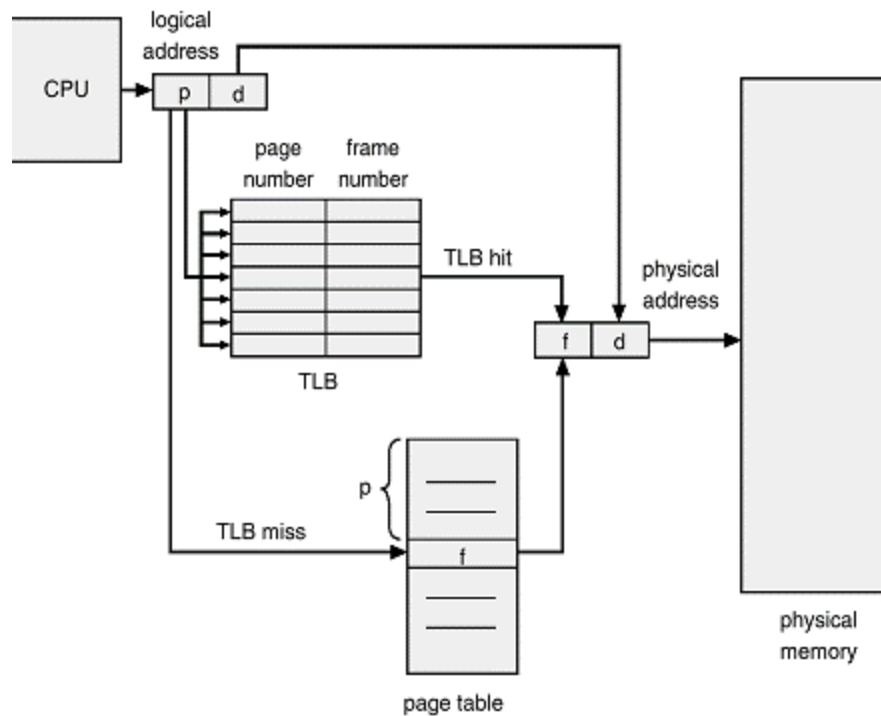 logical
address
CPU
p
d
page
number
frame
number
TLB hit
physical
address
f
d
TLB
p
TLB miss
f
physical
memory
page table